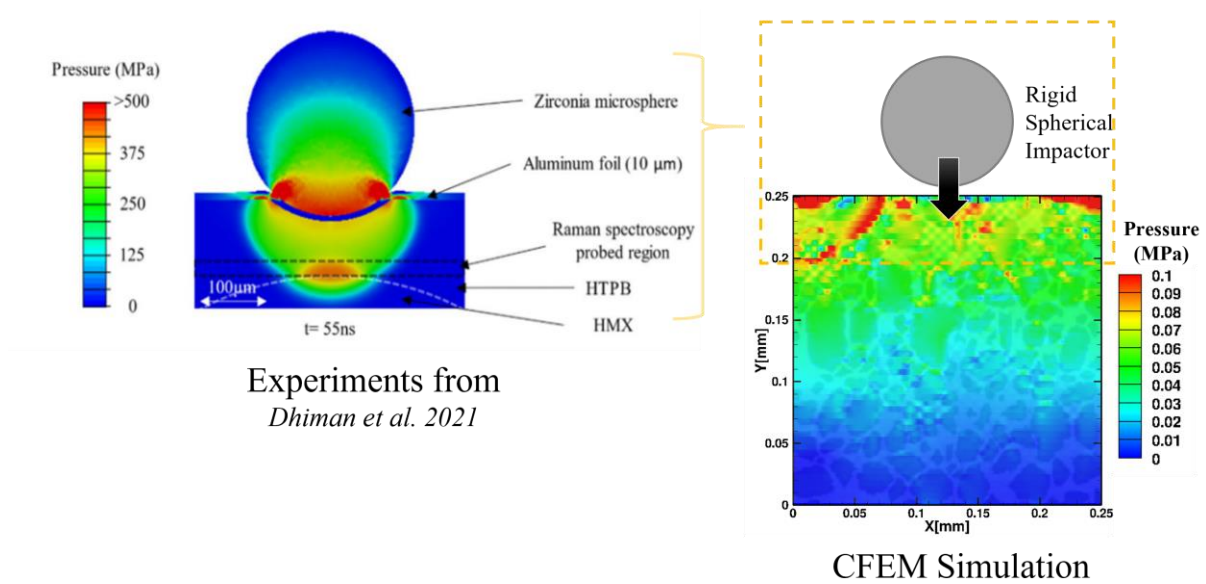 Pressure (MPa)
>500
375
250
125
0
Zirconia microsphere
Aluminum foil (10 μm)
Raman spectroscopy
probed region
HTPB
HMX
100μm
t= 55ns
Experiments from
Dhiman et al. 2021
Rigid
Spherical
Impactor
Pressure
(MPa)
0.1
0.09
0.08
0.07
0.06
0.05
0.04
0.03
0.02
0.01
0
0.25
0.2
0.15
0.1
0.05
0
Y[mm]
0
0.05
0.1
0.15
0.2
0.25
X[mm]
CFEM Simulation